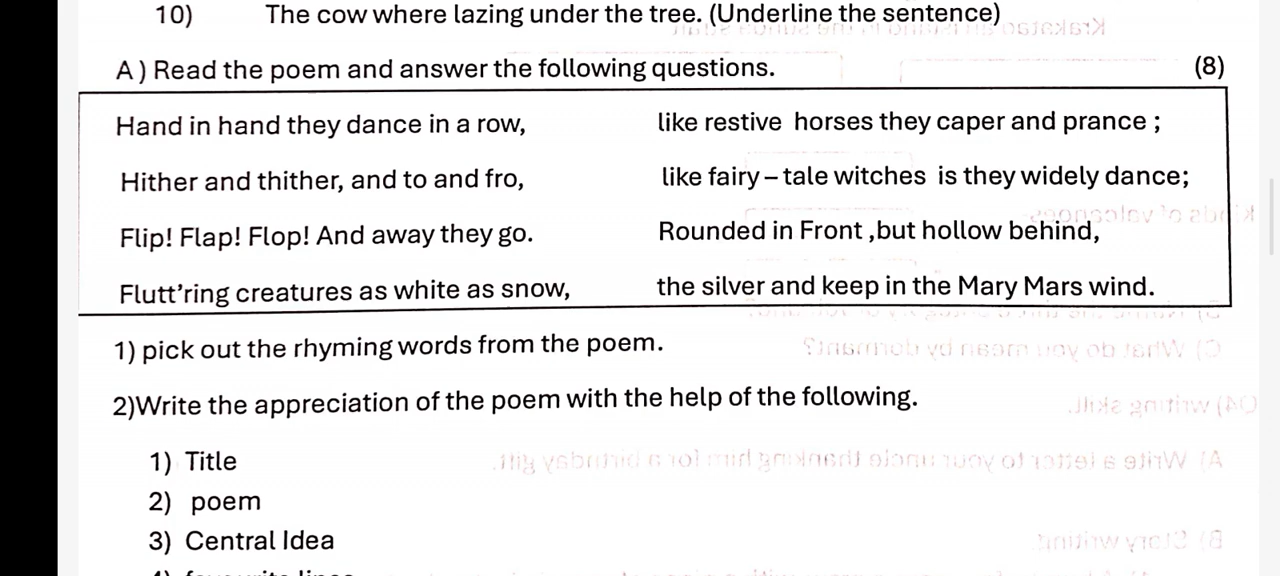 10) The cow where lazing under the tree. (Underline the sentence)
A) Read the poem and answer the following questions. (8)
Hand in hand they dance in a row, like restive horses they caper and prance ;
Hither and thither, and to and fro, like fairy – tale witches is they widely dance;
Flip! Flap! Flop! And away they go. Rounded in Front ,but hollow behind,
Flutt’ring creatures as white as snow, the silver and keep in the Mary Mars wind.
1) pick out the rhyming words from the poem.
2)Write the appreciation of the poem with the help of the following.
1) Title
2) poem
3) Central Idea
4) favourite lines